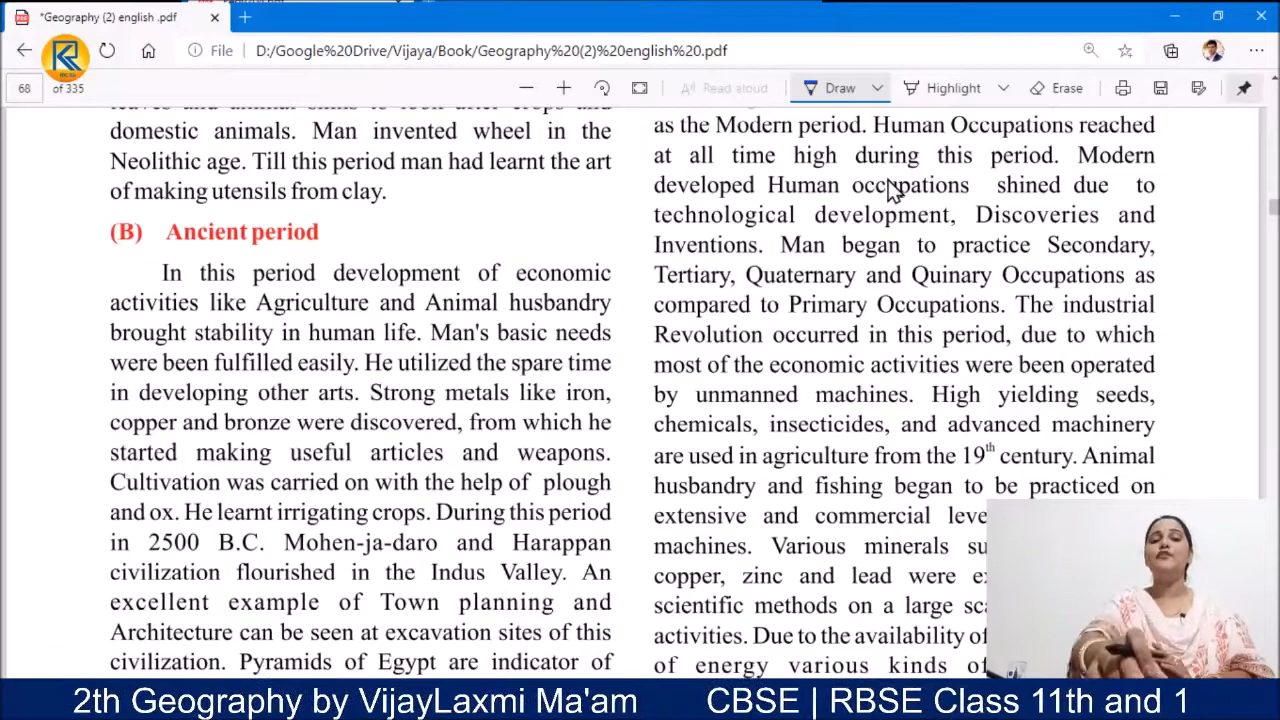 *Geography (2) english .pdf
File
D:/Google%20Drive/Vijaya/Book/Geography%20(2)%20english%20.pdf
68 of 335
Read aloud
Draw
Highlight
Erase
leaves and animal skins to look after crops and
domestic animals. Man invented wheel in the
Neolithic age. Till this period man had learnt the art
of making utensils from clay.
(B) Ancient period
In this period development of economic
activities like Agriculture and Animal husbandry
brought stability in human life. Man's basic needs
were been fulfilled easily. He utilized the spare time
in developing other arts. Strong metals like iron,
copper and bronze were discovered, from which he
started making useful articles and weapons.
Cultivation was carried on with the help of plough
and ox. He learnt irrigating crops. During this period
in 2500 B.C. Mohen-ja-daro and Harappan
civilization flourished in the Indus Valley. An
excellent example of Town planning and
Architecture can be seen at excavation sites of this
civilization. Pyramids of Egypt are indicator of
as the Modern period. Human Occupations reached
at all time high during this period. Modern
developed Human occupations shined due to
technological development, Discoveries and
Inventions. Man began to practice Secondary,
Tertiary, Quaternary and Quinary Occupations as
compared to Primary Occupations. The industrial
Revolution occurred in this period, due to which
most of the economic activities were been operated
by unmanned machines. High yielding seeds,
chemicals, insecticides, and advanced machinery
are used in agriculture from the 19th century. Animal
husbandry and fishing began to be practiced on
extensive and commercial leve
machines. Various minerals su
copper, zinc and lead were ex
scientific methods on a large sca
activities. Due to the availability of
of energy various kinds of
2th Geography by VijayLaxmi Ma'am CBSE | RBSE Class 11th and 1